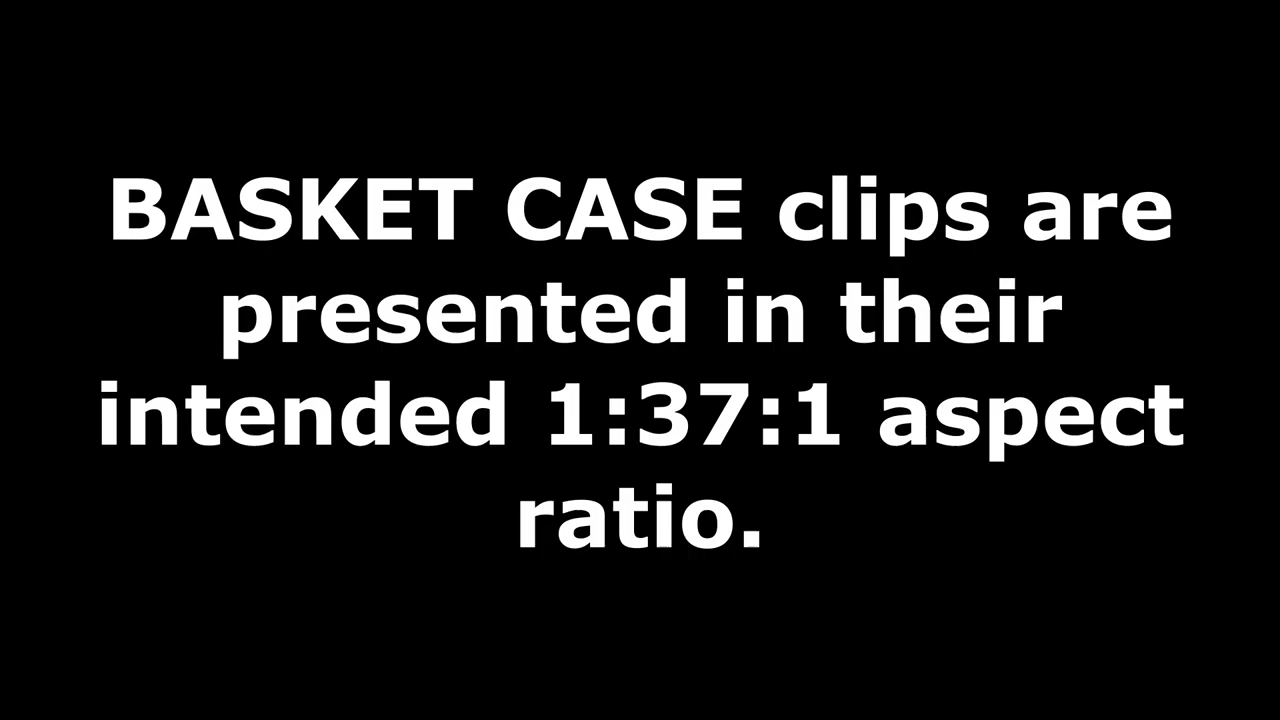 BASKET CASE clips are
presented in their
intended 1:37:1 aspect
ratio.